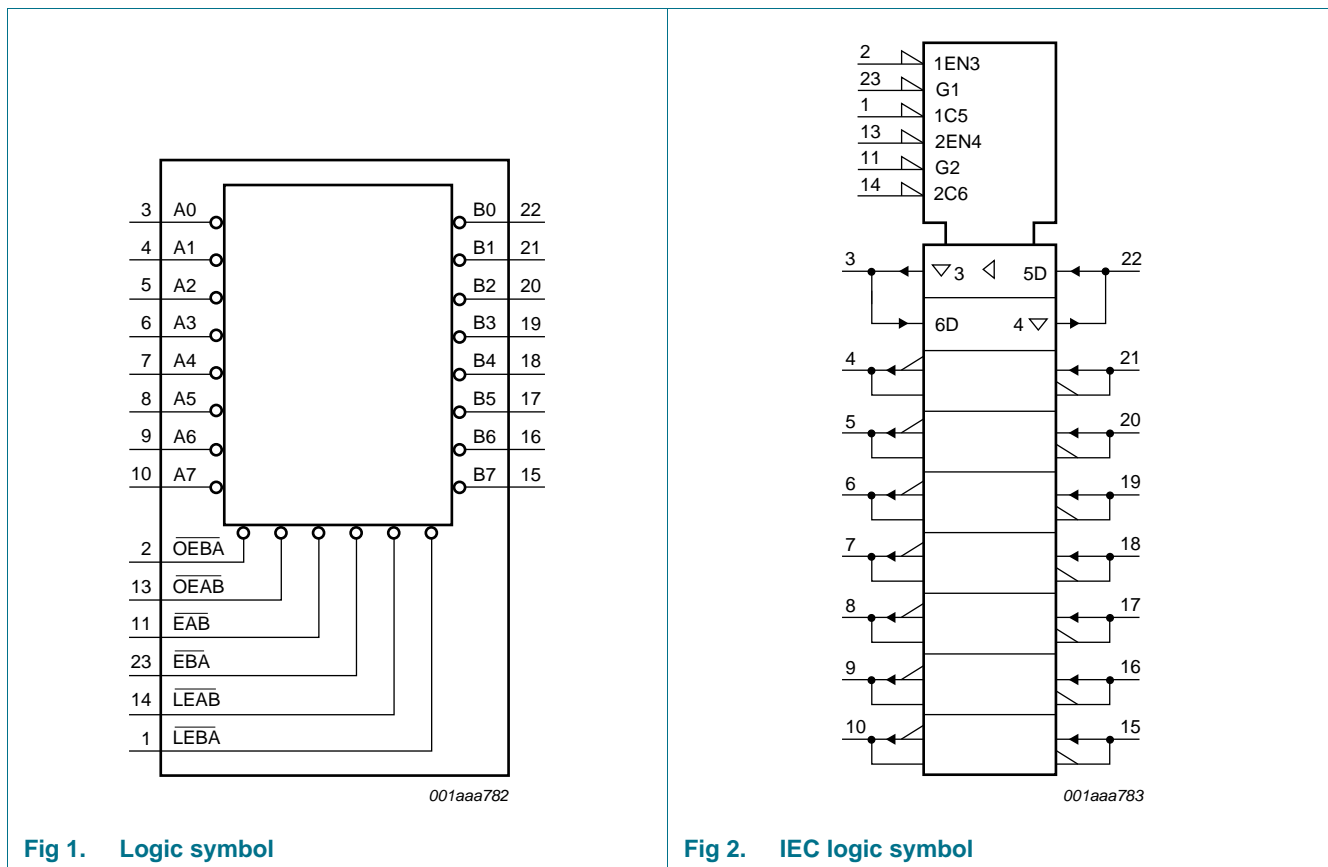 3 A0 B0 22
4 A1 B1 21
5 A2 B2 20
6 A3 B3 19
7 A4 B4 18
8 A5 B5 17
9 A6 B6 16
10 A7 B7 15
2 OEBA
13 OEAB
11 EAB
23 EBA
14 LEAB
1 LEBA
001aaa782
Fig 1. Logic symbol
2 1EN3
23 G1
1 1C5
13 2EN4
11 G2
14 2C6
3 3 5D 22
6D 4
4 21
5 20
6 19
7 18
8 17
9 16
10 15
001aaa783
Fig 2. IEC logic symbol